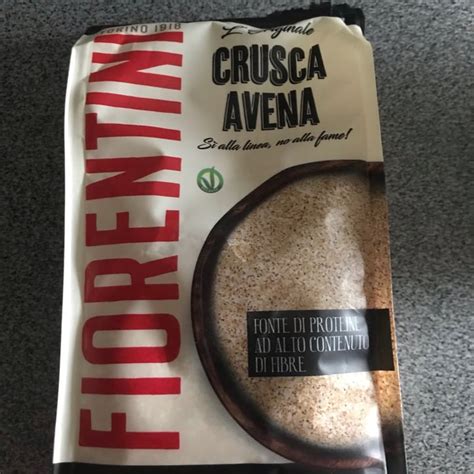 TORINO 1918
FIORENTINI
L'Originale
CRUSCA
AVENA
Sì alla linea, no alla fame!
FONTE DI PROTEINE
AD ALTO CONTENUTO
DI FIBRE